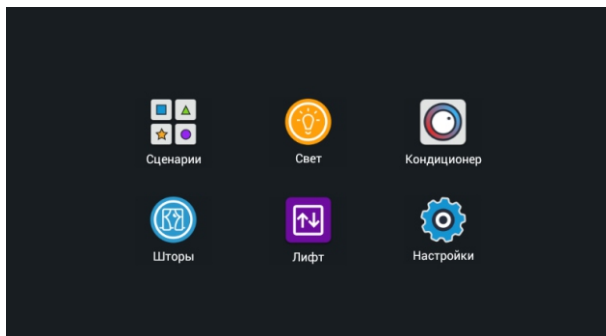 Сценарии
Свет
Кондиционер
Шторы
Лифт
Настройки